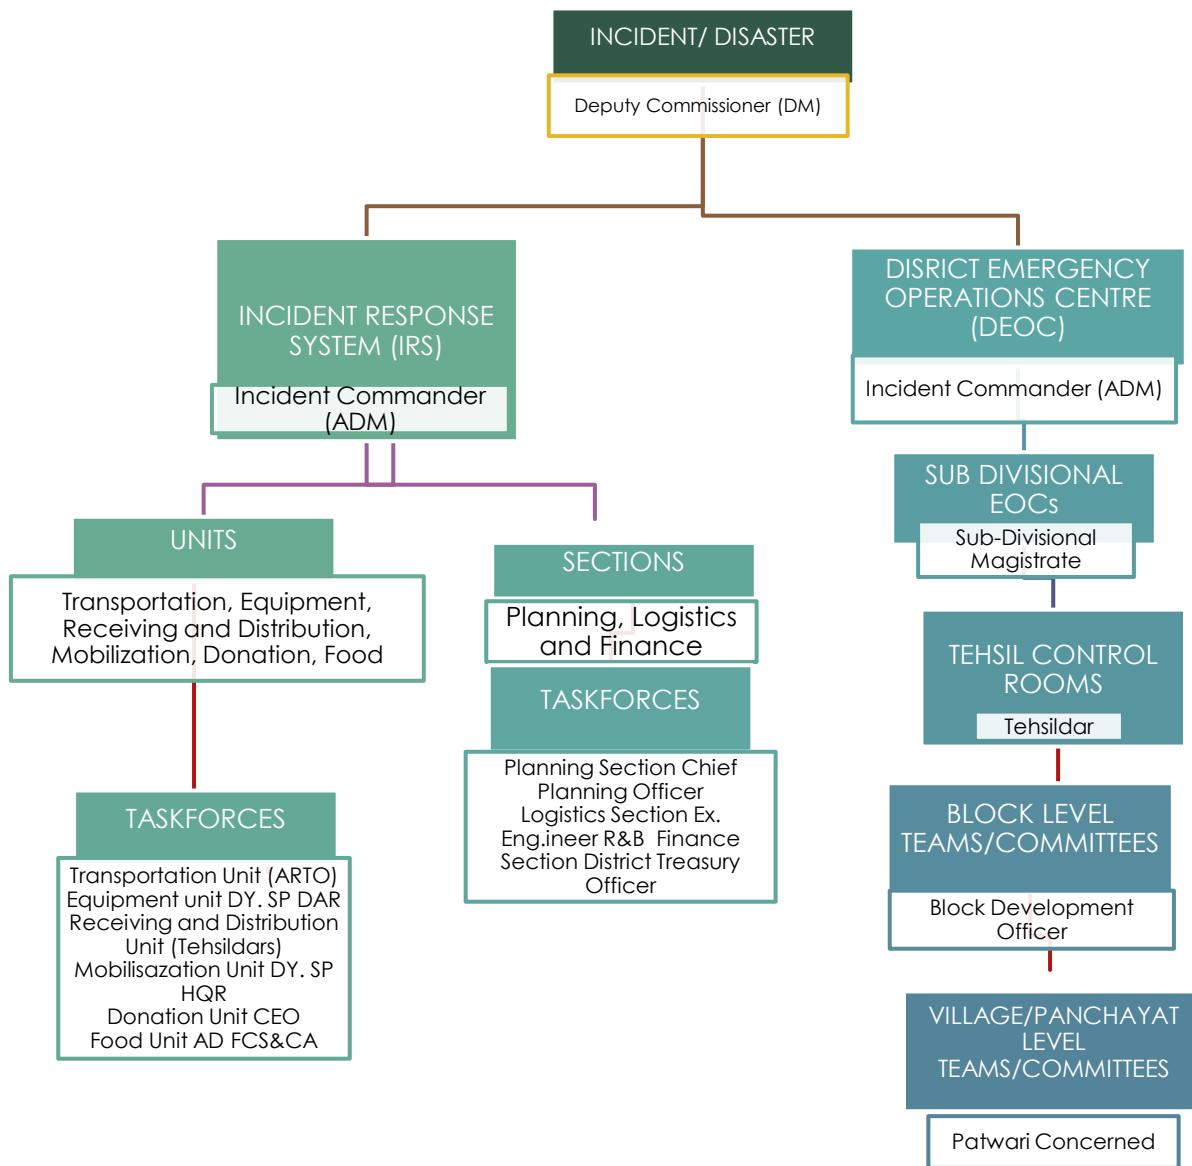 INCIDENT/ DISASTER
Deputy Commissioner (DM)
INCIDENT RESPONSE
SYSTEM (IRS)
Incident Commander
(ADM)
UNITS
Transportation, Equipment,
Receiving and Distribution,
Mobilization, Donation, Food
TASKFORCES
Transportation Unit (ARTO)
Equipment unit DY. SP DAR
Receiving and Distribution
Unit (Tehsildars)
Mobilisazation Unit DY. SP
HQR
Donation Unit CEO
Food Unit AD FCS&CA
SECTIONS
Planning, Logistics
and Finance
TASKFORCES
Planning Section Chief
Planning Officer
Logistics Section Ex.
Eng.ineer R&B Finance
Section District Treasury
Officer
DISRICT EMERGENCY
OPERATIONS CENTRE
(DEOC)
Incident Commander (ADM)
SUB DIVISIONAL
EOCs
Sub-Divisional
Magistrate
TEHSIL CONTROL
ROOMS
Tehsildar
BLOCK LEVEL
TEAMS/COMMITTEES
Block Development
Officer
VILLAGE/PANCHAYAT
LEVEL
TEAMS/COMMITTEES
Patwari Concerned